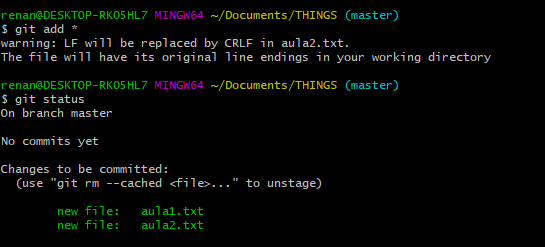 renan@DESKTOP-RKO5HL7 MINGW64 ~/Documents/THINGS (master)
$ git add *
warning: LF will be replaced by CRLF in aula2.txt.
The file will have its original line endings in your working directory
renan@DESKTOP-RKO5HL7 MINGW64 ~/Documents/THINGS (master)
$ git status
On branch master
No commits yet
Changes to be committed:
  (use "git rm --cached <file>..." to unstage)
        new file:   aula1.txt
        new file:   aula2.txt